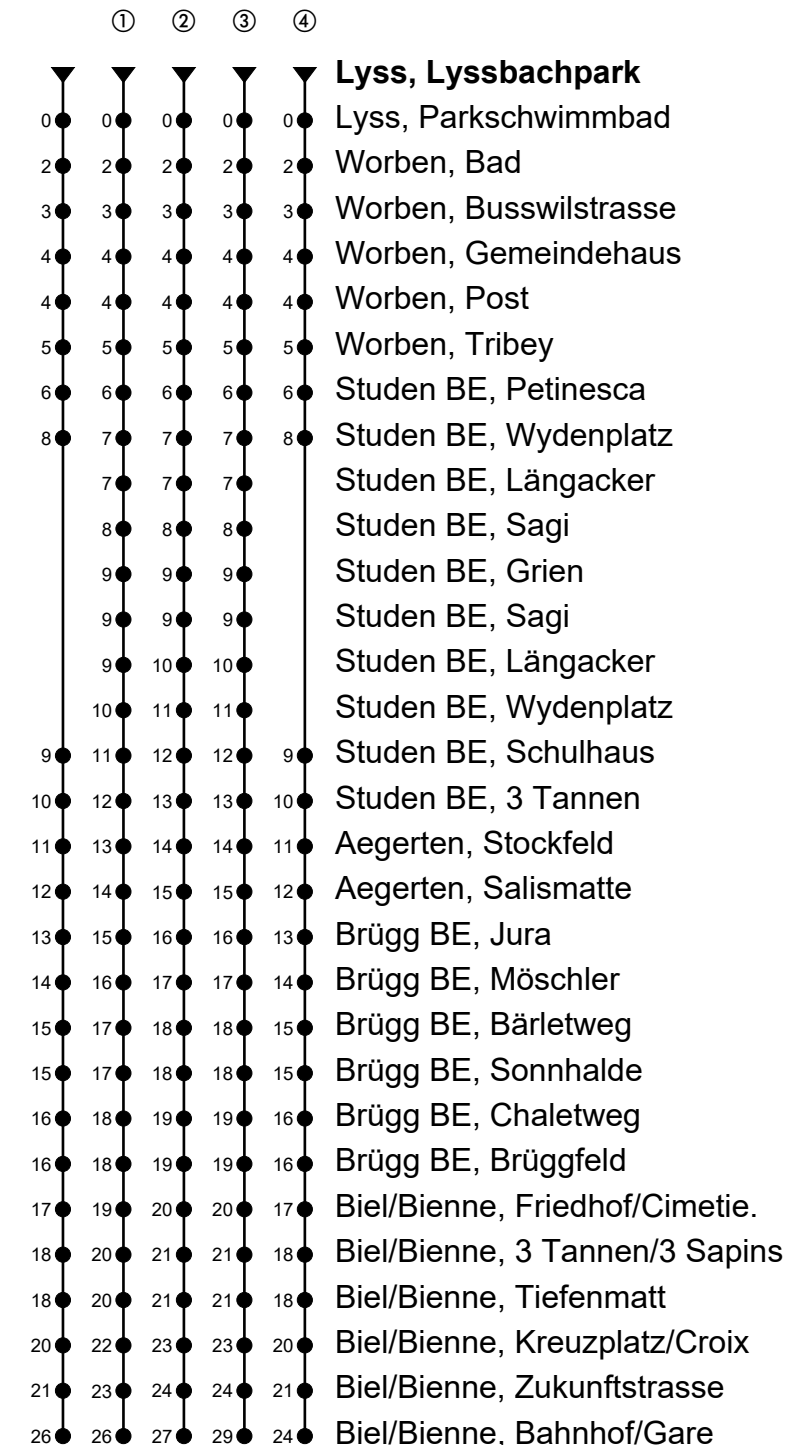 ① ② ③ ④
Lyss, Lyssbachpark
0 0 0 0 0 Lyss, Parkschwimmbad
2 2 2 2 2 Worben, Bad
3 3 3 3 3 Worben, Busswilstrasse
4 4 4 4 4 Worben, Gemeindehaus
4 4 4 4 4 Worben, Post
5 5 5 5 5 Worben, Tribey
6 6 6 6 6 Studen BE, Petinesca
8 7 7 7 8 Studen BE, Wydenplatz
7 7 7 Studen BE, Längacker
8 8 8 Studen BE, Sagi
9 9 9 Studen BE, Grien
9 9 9 Studen BE, Sagi
9 10 10 Studen BE, Längacker
10 11 11 Studen BE, Wydenplatz
9 11 12 12 9 Studen BE, Schulhaus
10 12 13 13 10 Studen BE, 3 Tannen
11 13 14 14 11 Aegerten, Stockfeld
12 14 15 15 12 Aegerten, Salismatte
13 15 16 16 13 Brügg BE, Jura
14 16 17 17 14 Brügg BE, Möschler
15 17 18 18 15 Brügg BE, Bärletweg
15 17 18 18 15 Brügg BE, Sonnhalde
16 18 19 19 16 Brügg BE, Chaletweg
16 18 19 19 16 Brügg BE, Brüggfeld
17 19 20 20 17 Biel/Bienne, Friedhof/Cimetie.
18 20 21 21 18 Biel/Bienne, 3 Tannen/3 Sapins
18 20 21 21 18 Biel/Bienne, Tiefenmatt
20 22 23 23 20 Biel/Bienne, Kreuzplatz/Croix
21 23 24 24 21 Biel/Bienne, Zukunftstrasse
26 26 27 29 24 Biel/Bienne, Bahnhof/Gare